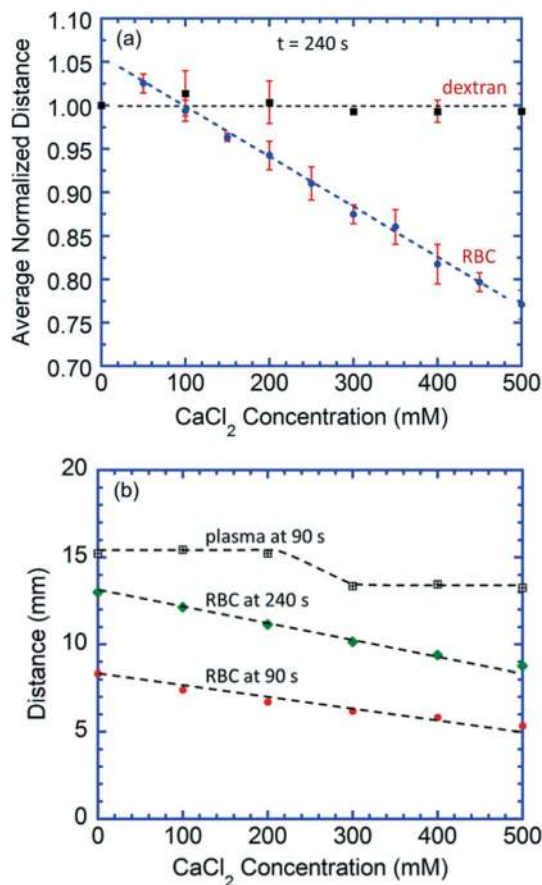 (a)
t = 240 s
1.10
1.05
1.00
0.95
0.90
0.85
0.80
0.75
0.70
Average Normalized Distance
dextran
RBC
0 100 200 300 400 500
CaCl2 Concentration (mM)
(b)
20
15
10
5
0
Distance (mm)
plasma at 90 s
RBC at 240 s
RBC at 90 s
0 100 200 300 400 500
CaCl2 Concentration (mM)